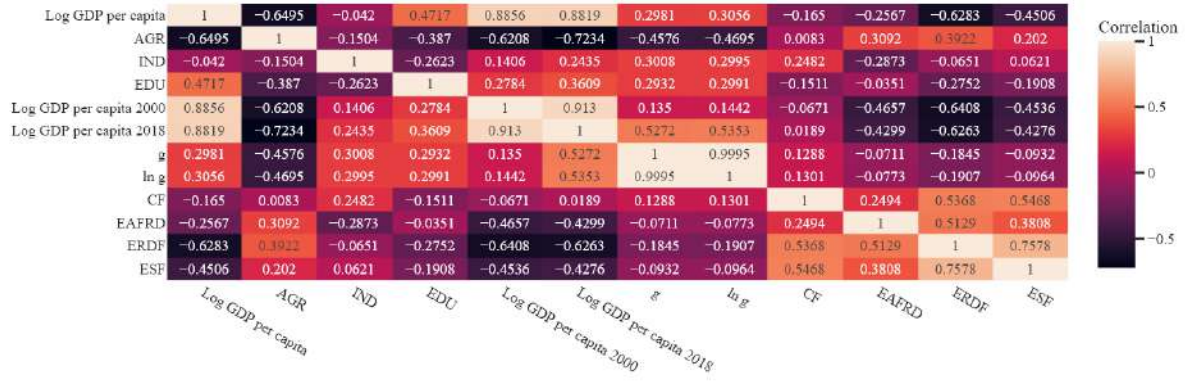 Log GDP per capita 1 −0.6495 −0.042 0.4717 0.8856 0.8819 0.2981 0.3056 −0.165 −0.2567 −0.6283 −0.4506
AGR −0.6495 1 −0.1504 −0.387 −0.6208 −0.7234 −0.4576 −0.4695 0.0083 0.3092 0.3922 0.202
IND −0.042 −0.1504 1 −0.2623 0.1406 0.2435 0.3008 0.2995 0.2482 −0.2873 −0.0651 0.0621
EDU 0.4717 −0.387 −0.2623 1 0.2784 0.3609 0.2932 0.2991 −0.1511 −0.0351 −0.2752 −0.1908
Log GDP per capita 2000 0.8856 −0.6208 0.1406 0.2784 1 0.913 0.135 0.1442 −0.0671 −0.4657 −0.6408 −0.4536
Log GDP per capita 2018 0.8819 −0.7234 0.2435 0.3609 0.913 1 0.5272 0.5353 0.0189 −0.4299 −0.6263 −0.4276
g 0.2981 −0.4576 0.3008 0.2932 0.135 0.5272 1 0.9995 0.1288 −0.0711 −0.1845 −0.0932
ln g 0.3056 −0.4695 0.2995 0.2991 0.1442 0.5353 0.9995 1 0.1301 −0.0773 −0.1907 −0.0964
CF −0.165 0.0083 0.2482 −0.1511 −0.0671 0.0189 0.1288 0.1301 1 0.2494 0.5368 0.5468
EAFRD −0.2567 0.3092 −0.2873 −0.0351 −0.4657 −0.4299 −0.0711 −0.0773 0.2494 1 0.5129 0.3808
ERDF −0.6283 0.3922 −0.0651 −0.2752 −0.6408 −0.6263 −0.1845 −0.1907 0.5368 0.5129 1 0.7578
ESF −0.4506 0.202 0.0621 −0.1908 −0.4536 −0.4276 −0.0932 −0.0964 0.5468 0.3808 0.7578 1
Log GDP per capita AGR IND EDU Log GDP per capita 2000 Log GDP per capita 2018 g ln g CF EAFRD ERDF ESF
Correlation
1
0.5
0
−0.5